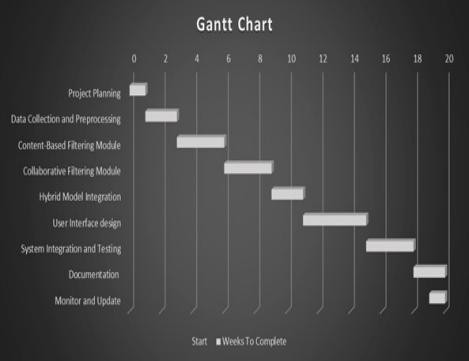 Gantt Chart
0 2 4 6 8 10 12 14 16 18 20
Project Planning
Data Collection and Preprocessing
Content-Based Filtering Module
Collaborative Filtering Module
Hybrid Model Integration
User Interface design
System Integration and Testing
Documentation
Monitor and Update
Start Weeks To Complete